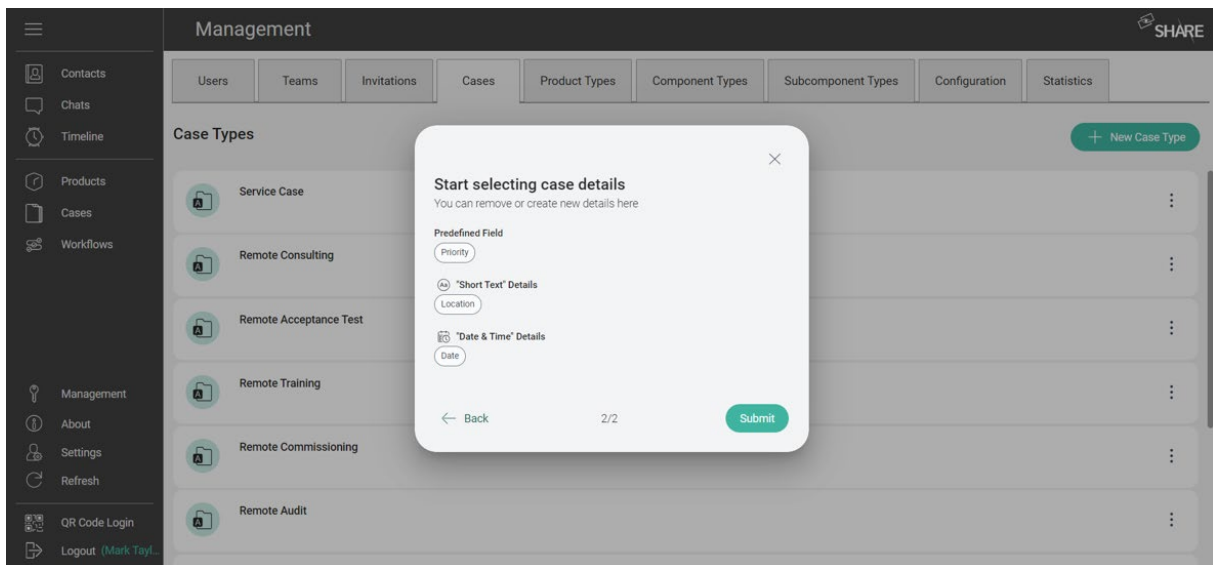 Management
SHARE
Contacts
Chats
Timeline
Products
Cases
Workflows
Management
About
Settings
Refresh
QR Code Login
Logout (Mark Tayl...
Users
Teams
Invitations
Cases
Product Types
Component Types
Subcomponent Types
Configuration
Statistics
Case Types
New Case Type
Service Case
Remote Consulting
Remote Acceptance Test
Remote Training
Remote Commissioning
Remote Audit
Start selecting case details
You can remove or create new details here
Predefined Field
Priority
Aa "Short Text" Details
Location
"Date & Time" Details
Date
Back
2/2
Submit